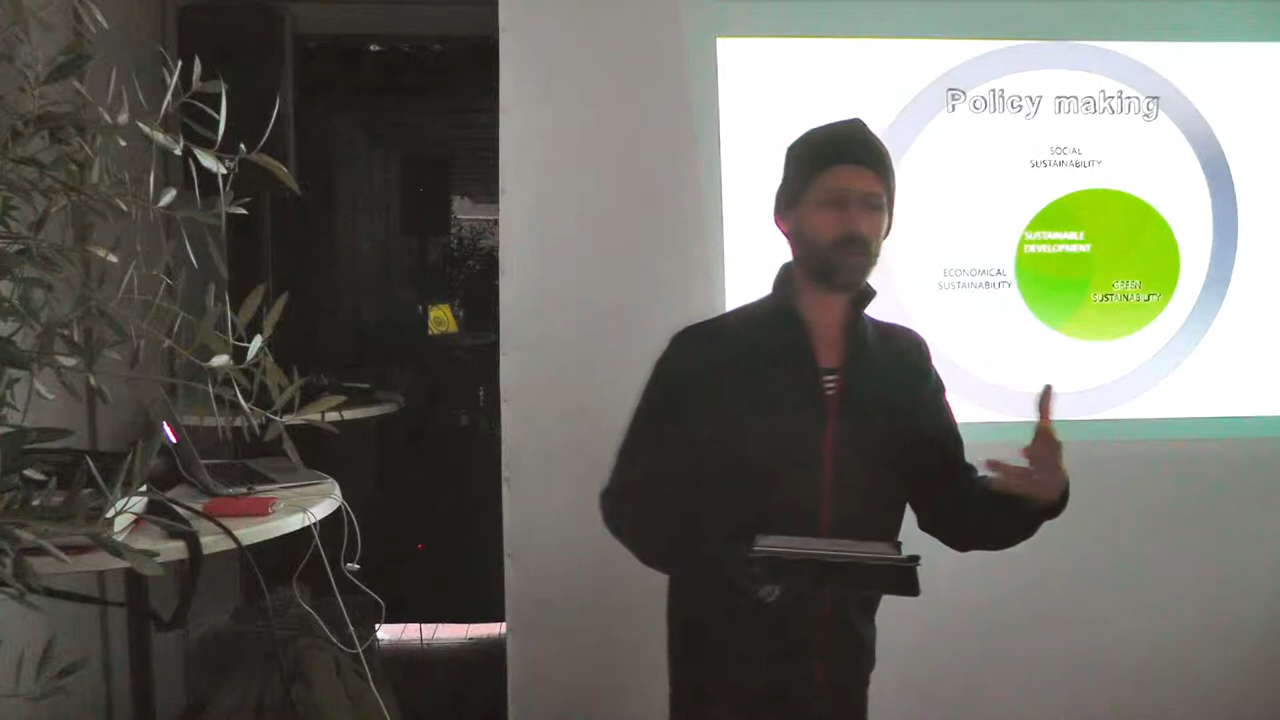 Policy making
SOCIAL
SUSTAINABILITY
SUSTAINABLE
DEVELOPMENT
ECONOMICAL
SUSTAINABILITY
GREEN
SUSTAINABILITY